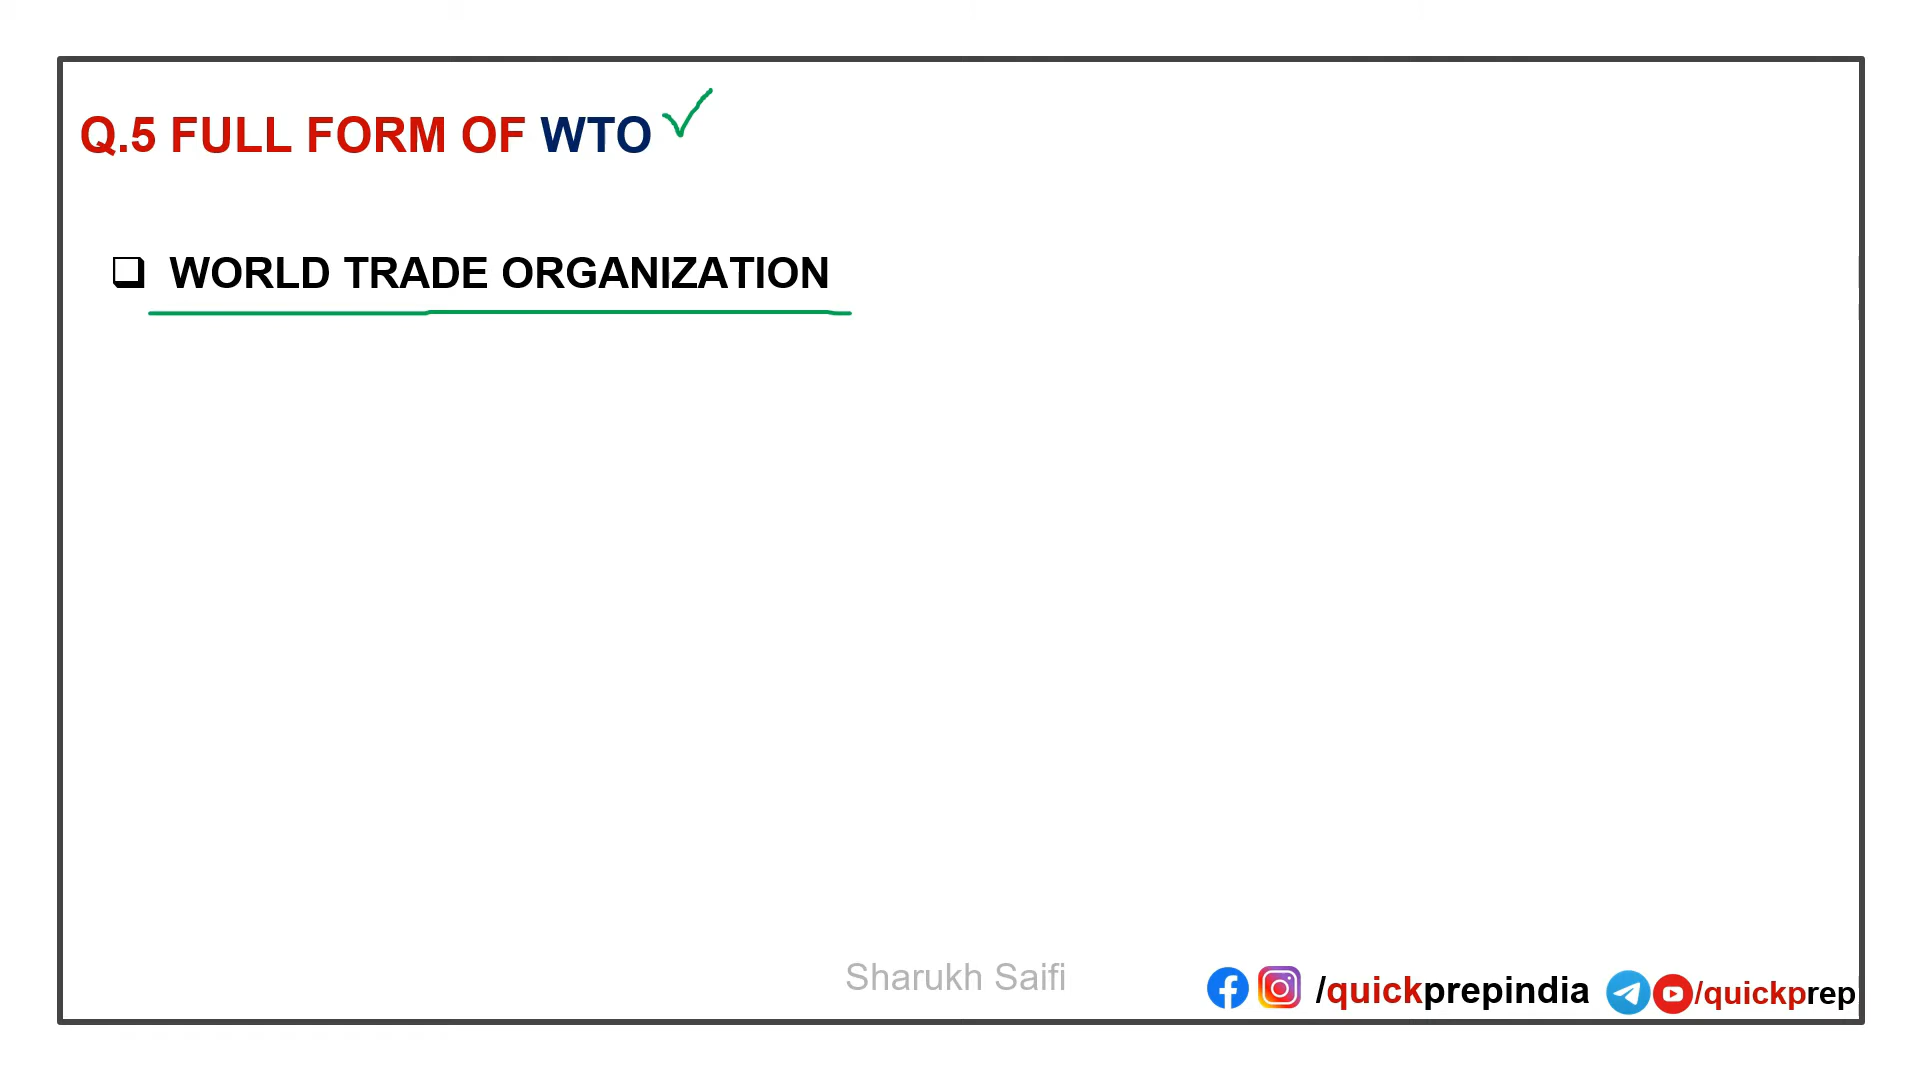 Q.5 FULL FORM OF WTO
WORLD TRADE ORGANIZATION
Sharukh Saifi
/quickprepindia
/quickprep